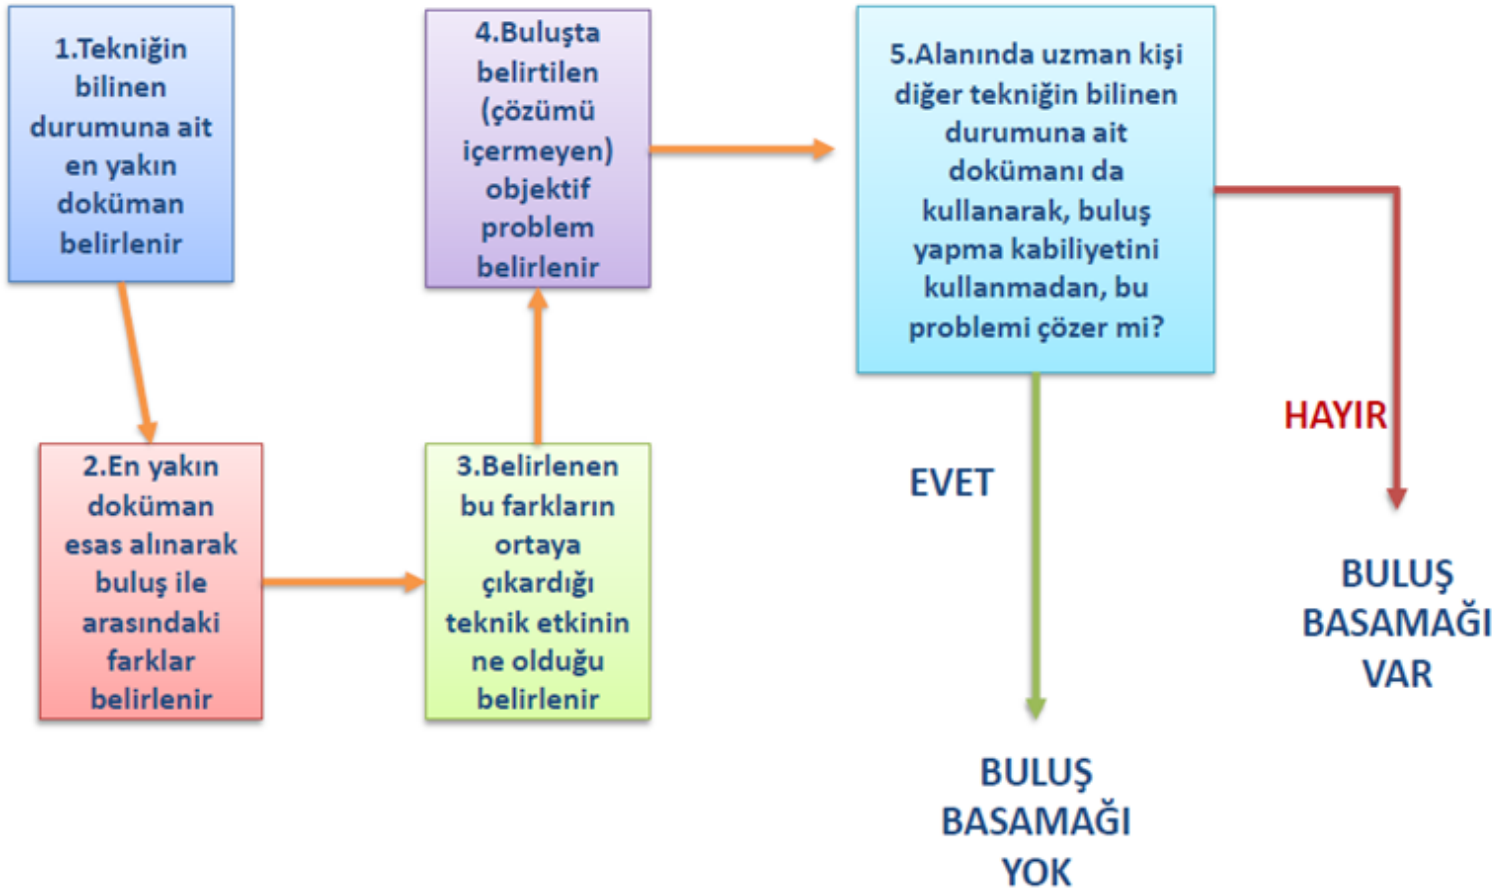 1.Tekniğin
bilinen
durumuna ait
en yakın
doküman
belirlenir
2.En yakın
doküman
esas alınarak
buluş ile
arasındaki
farklar
belirlenir
3.Belirlenen
bu farkların
ortaya
çıkardığı
teknik etkinin
ne olduğu
belirlenir
4.Buluşta
belirtilen
(çözümü
içermeyen)
objektif
problem
belirlenir
5.Alanında uzman kişi
diğer tekniğin bilinen
durumuna ait
dokümanı da
kullanarak, buluş
yapma kabiliyetini
kullanmadan, bu
problemi çözer mi?
EVET
BULUŞ
BASAMAĞI
YOK
HAYIR
BULUŞ
BASAMAĞI
VAR